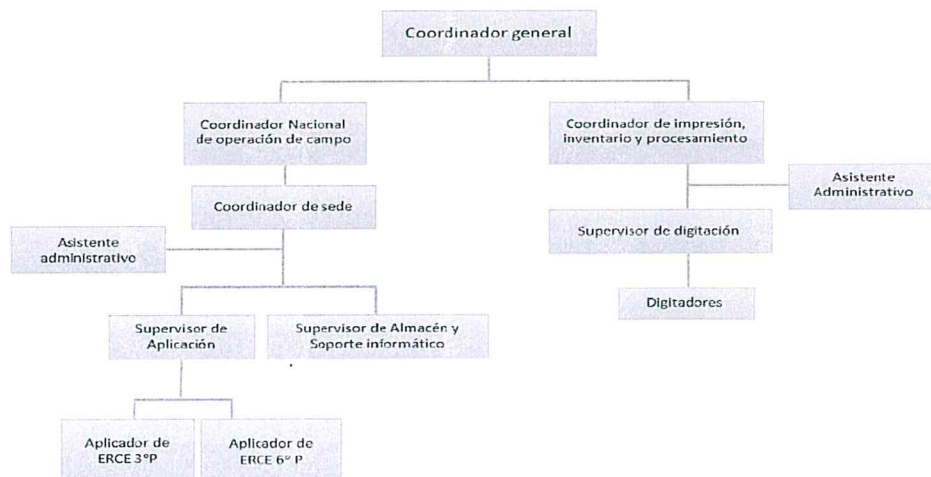 Coordinador general
Coordinador Nacional
de operación de campo
Coordinador de impresión,
inventario y procesamiento
Coordinador de sede
Asistente
Administrativo
Asistente
administrativo
Supervisor de digitación
Digitadores
Supervisor de
Aplicación
Supervisor de Almacén y
Soporte informático
Aplicador de
ERCE 3°P
Aplicador de
ERCE 6° P